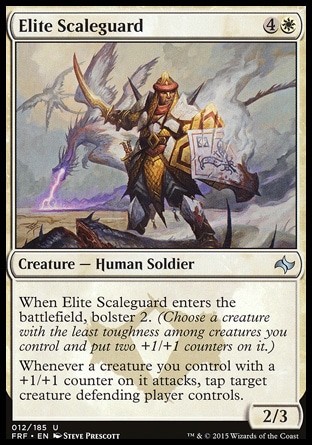 Elite Scaleguard 4
Creature — Human Soldier
When Elite Scaleguard enters the
battlefield, bolster 2. (Choose a creature
with the least toughness among creatures you
control and put two +1/+1 counters on it.)
Whenever a creature you control with a
+1/+1 counter on it attacks, tap target
creature defending player controls.
2/3
012/185 U
FRF • EN Steve Prescott
™ & © 2015 Wizards of the Coast